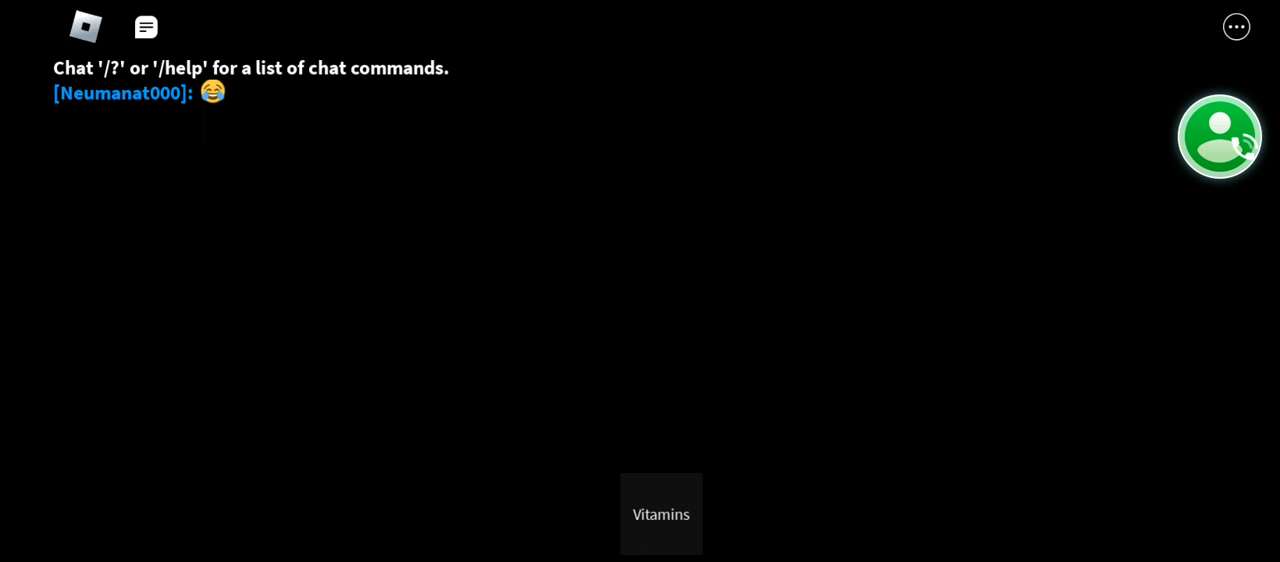 Chat '/?' or '/help' for a list of chat commands.
[Neumanat000]: 😂
Vitamins